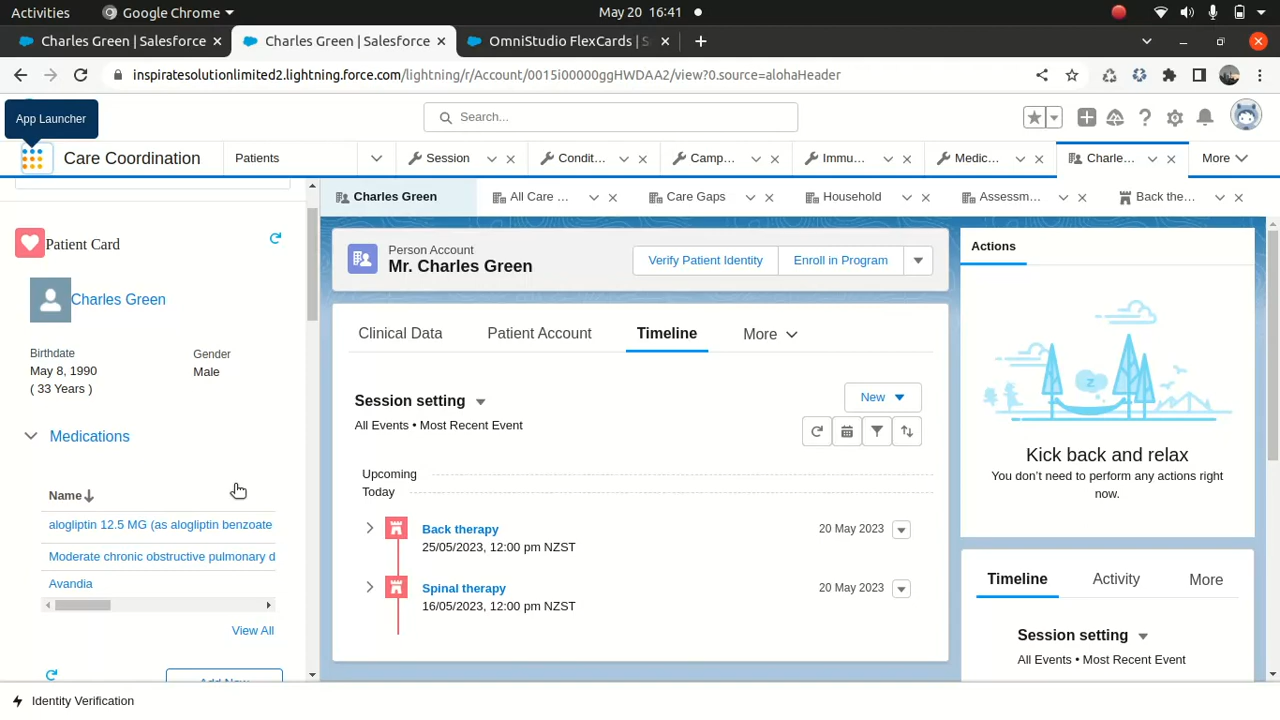 Activities
Google Chrome
May 20 16:41
Charles Green | Salesforce
Charles Green | Salesforce
OmniStudio FlexCards | S
inspiratesolutionlimited2.lightning.force.com/lightning/r/Account/0015i00000ggHWDAA2/view?0.source=alohaHeader
App Launcher
Search...
Care Coordination
Patients
Session
Condit...
Camp...
Immu...
Medic...
Charle...
More
Charles Green
All Care ...
Care Gaps
Household
Assessm...
Back the...
Patient Card
Charles Green
Birthdate
May 8, 1990
( 33 Years )
Gender
Male
Medications
Name
alogliptin 12.5 MG (as alogliptin benzoate
Moderate chronic obstructive pulmonary d
Avandia
View All
Add New
Person Account
Mr. Charles Green
Verify Patient Identity
Enroll in Program
Clinical Data
Patient Account
Timeline
More
Session setting
New
All Events • Most Recent Event
Upcoming
Today
Back therapy
20 May 2023
25/05/2023, 12:00 pm NZST
Spinal therapy
20 May 2023
16/05/2023, 12:00 pm NZST
Actions
z
Kick back and relax
You don't need to perform any actions right
now.
Timeline
Activity
More
Session setting
All Events • Most Recent Event
Identity Verification